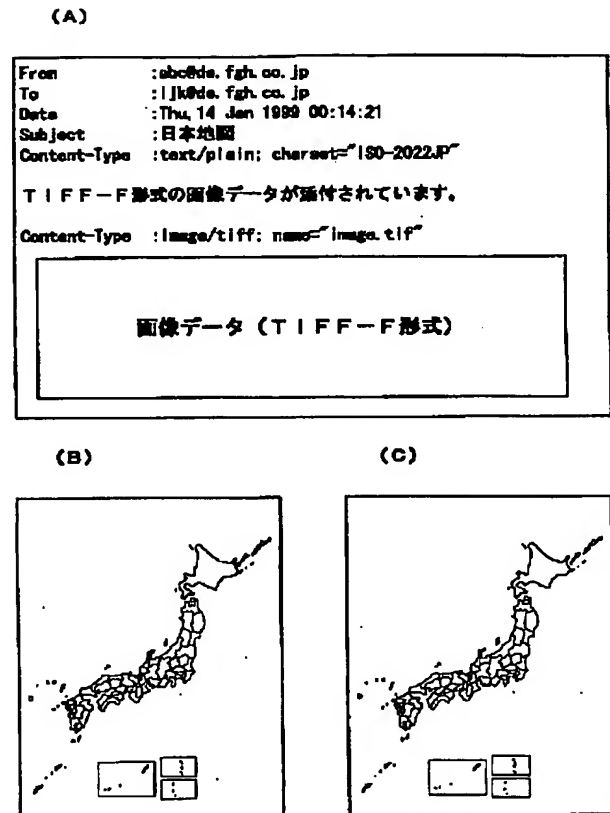 (A)
From :abc@de.fgh.co.jp
To :ijk@de.fgh.co.jp
Date :Thu, 14 Jan 1999 00:14:21
Subject :日本地図
Content-Type :text/plain; charset="ISO-2022JP"
TIFF-F形式の画像データが添付されています。
Content-Type :image/tiff; name="image.tif"
画像データ(TIFF-F形式)
(B) (C)